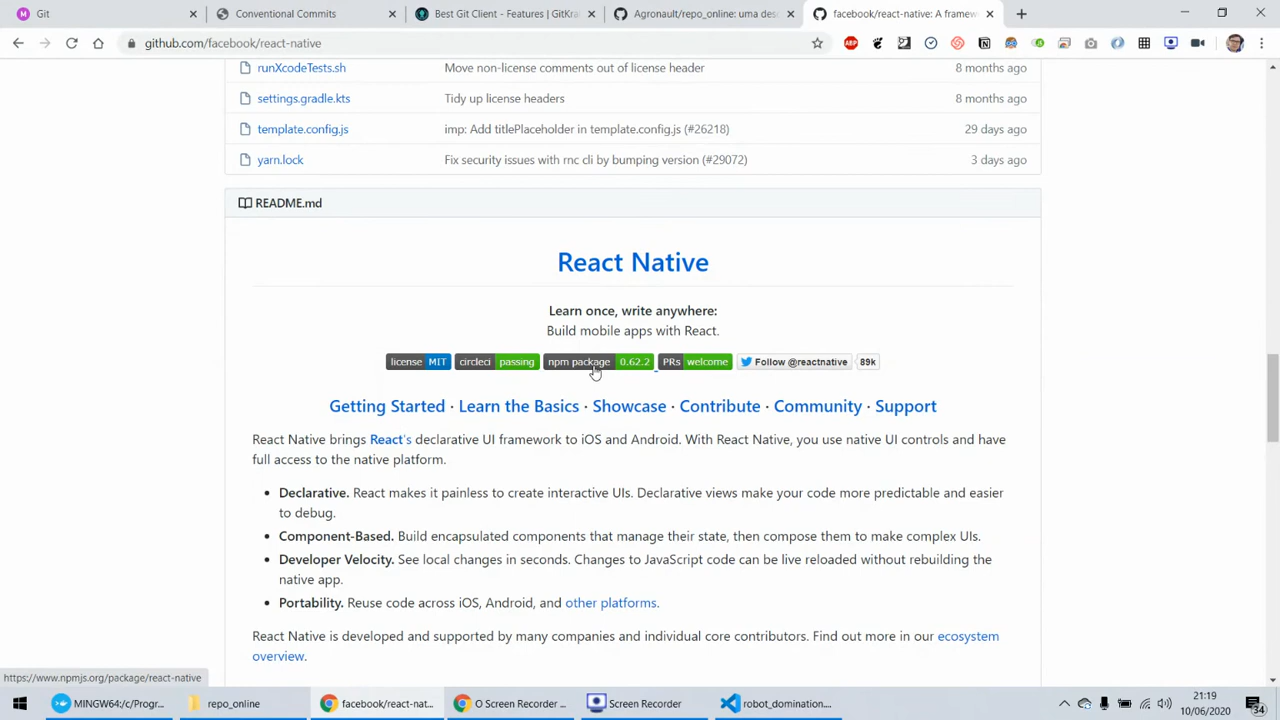 Git
Conventional Commits
Best Git Client - Features | GitKra
Agronault/repo_online: uma des
facebook/react-native: A framew
github.com/facebook/react-native
ABP
runXcodeTests.sh Move non-license comments out of license header 8 months ago
settings.gradle.kts Tidy up license headers 8 months ago
template.config.js imp: Add titlePlaceholder in template.config.js (#26218) 29 days ago
yarn.lock Fix security issues with rnc cli by bumping version (#29072) 3 days ago
README.md
React Native
Learn once, write anywhere:
Build mobile apps with React.
license MIT circleci passing npm package 0.62.2 PRs welcome Follow @reactnative 89k
Getting Started · Learn the Basics · Showcase · Contribute · Community · Support
React Native brings React's declarative UI framework to iOS and Android. With React Native, you use native UI controls and have
full access to the native platform.
• Declarative. React makes it painless to create interactive UIs. Declarative views make your code more predictable and easier
to debug.
• Component-Based. Build encapsulated components that manage their state, then compose them to make complex UIs.
• Developer Velocity. See local changes in seconds. Changes to JavaScript code can be live reloaded without rebuilding the
native app.
• Portability. Reuse code across iOS, Android, and other platforms.
React Native is developed and supported by many companies and individual core contributors. Find out more in our ecosystem
overview.
https://www.npmjs.org/package/react-native
MINGW64:/c/Progr...
repo_online
facebook/react-nat...
O Screen Recorder ...
Screen Recorder
robot_domination....
21:19
10/06/2020
34